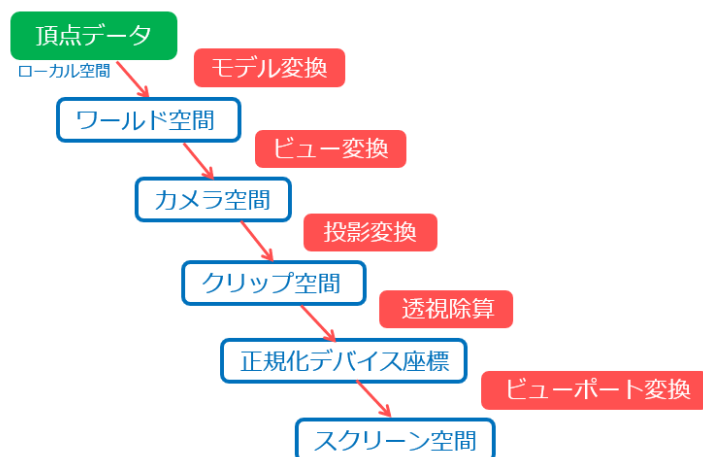 頂点データ
ローカル空間
モデル変換
ワールド空間
ビュー変換
カメラ空間
投影変換
クリップ空間
透視除算
正規化デバイス座標
ビューポート変換
スクリーン空間